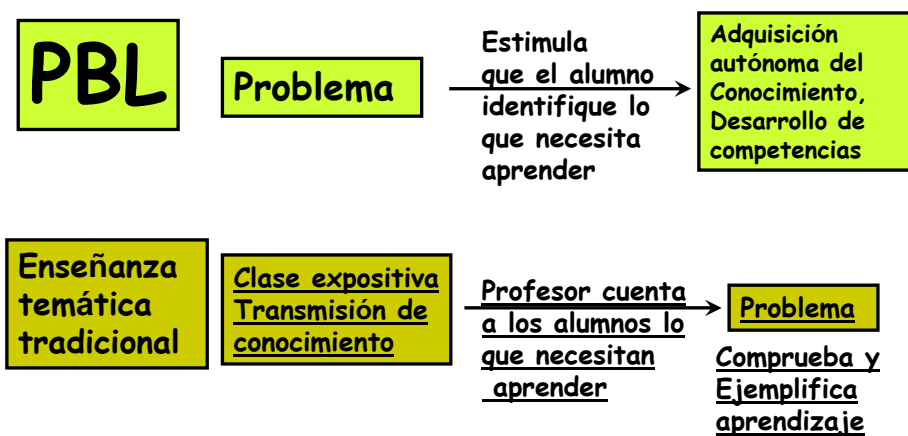 PBL
Problema
Estimula
que el alumno
identifique lo
que necesita
aprender
Adquisición
autónoma del
Conocimiento,
Desarrollo de
competencias
Enseñanza
temática
tradicional
Clase expositiva
Transmisión de
conocimiento
Profesor cuenta
a los alumnos lo
que necesitan
aprender
Problema
Comprueba y
Ejemplifica
aprendizaje